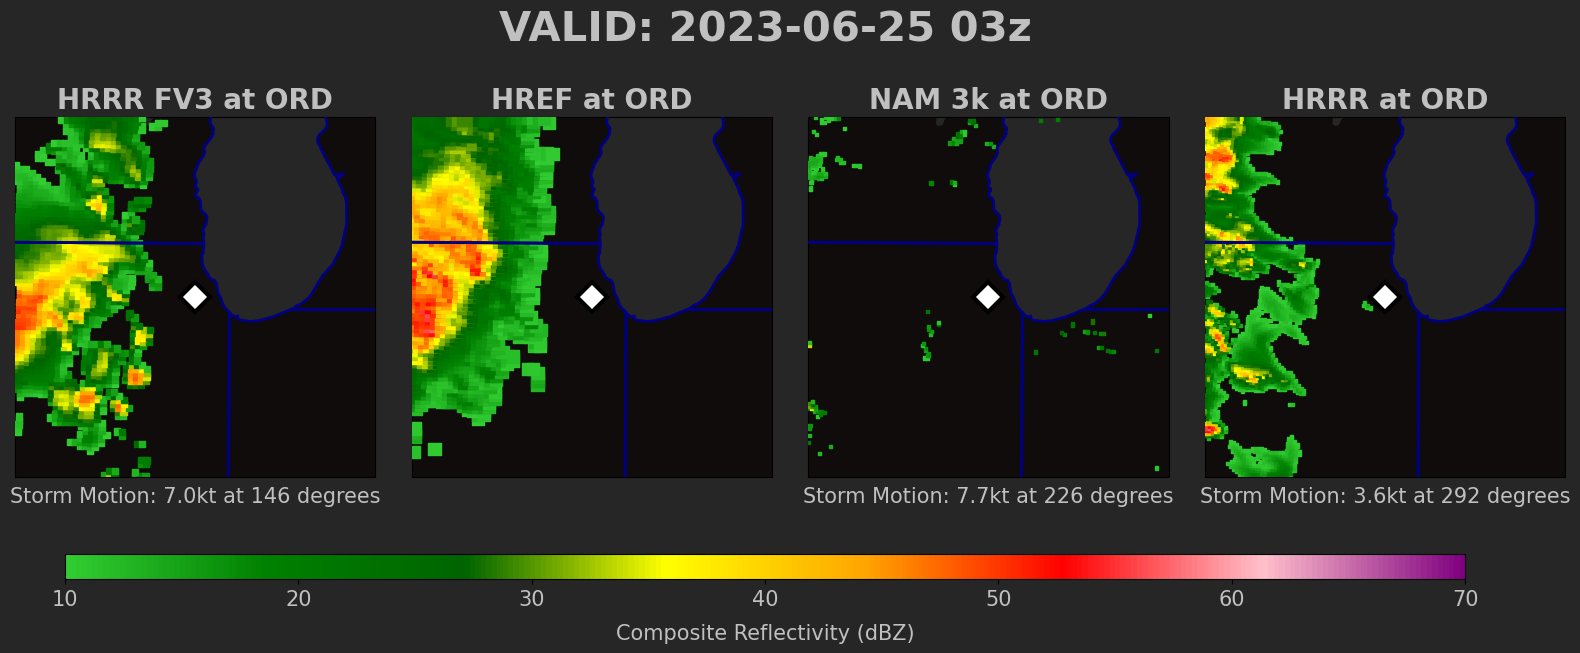 VALID: 2023-06-25 03z
HRRR FV3 at ORD
HREF at ORD
NAM 3k at ORD
HRRR at ORD
Storm Motion: 7.0kt at 146 degrees
Storm Motion: 7.7kt at 226 degrees
Storm Motion: 3.6kt at 292 degrees
10 20 30 40 50 60 70
Composite Reflectivity (dBZ)